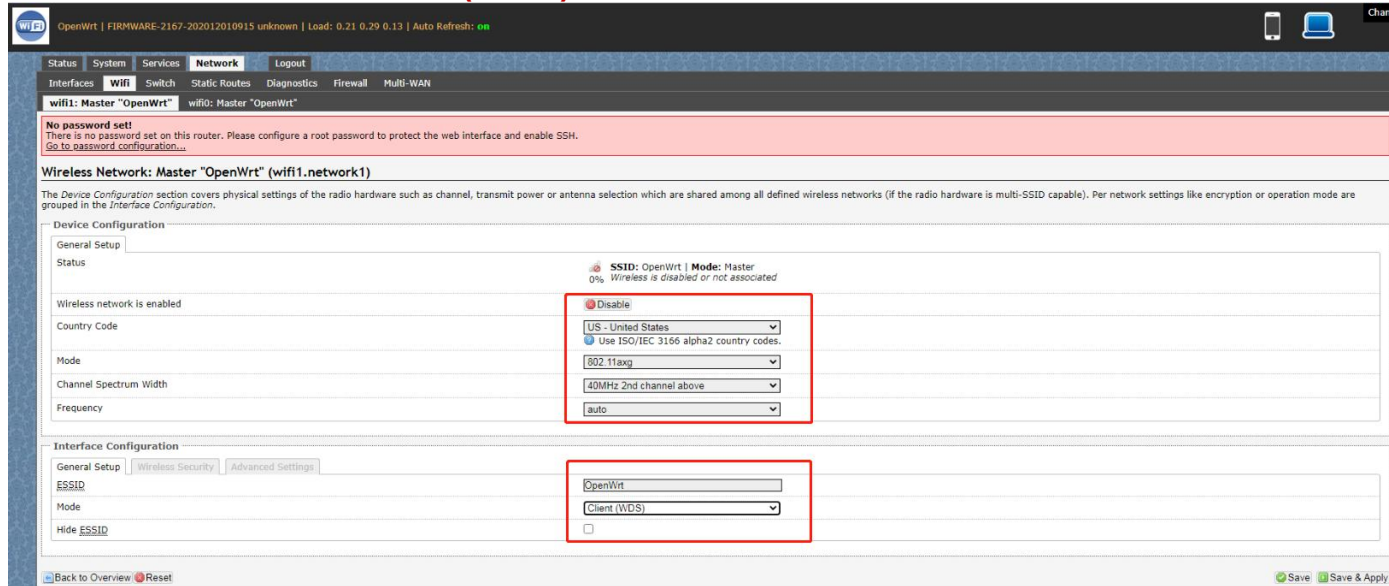 WiFi
OpenWrt | FIRMWARE-2167-202012010915 unknown | Load: 0.21 0.29 0.13 | Auto Refresh: on
Status System Services Network Logout
Interfaces Wifi Switch Static Routes Diagnostics Firewall Multi-WAN
wifi1: Master "OpenWrt" wifi0: Master "OpenWrt"
No password set!
There is no password set on this router. Please configure a root password to protect the web interface and enable SSH.
Go to password configuration...
Wireless Network: Master "OpenWrt" (wifi1.network1)
The Device Configuration section covers physical settings of the radio hardware such as channel, transmit power or antenna selection which are shared among all defined wireless networks (if the radio hardware is multi-SSID capable). Per network settings like encryption or operation mode are
grouped in the Interface Configuration.
Device Configuration
General Setup
Status
SSID: OpenWrt | Mode: Master
0% Wireless is disabled or not associated
Wireless network is enabled Disable
Country Code US - United States
Use ISO/IEC 3166 alpha2 country codes.
Mode 802.11axg
Channel Spectrum Width 40MHz 2nd channel above
Frequency auto
Interface Configuration
General Setup Wireless Security Advanced Settings
ESSID OpenWrt
Mode Client (WDS)
Hide ESSID
Back to Overview Reset Save Save & Apply